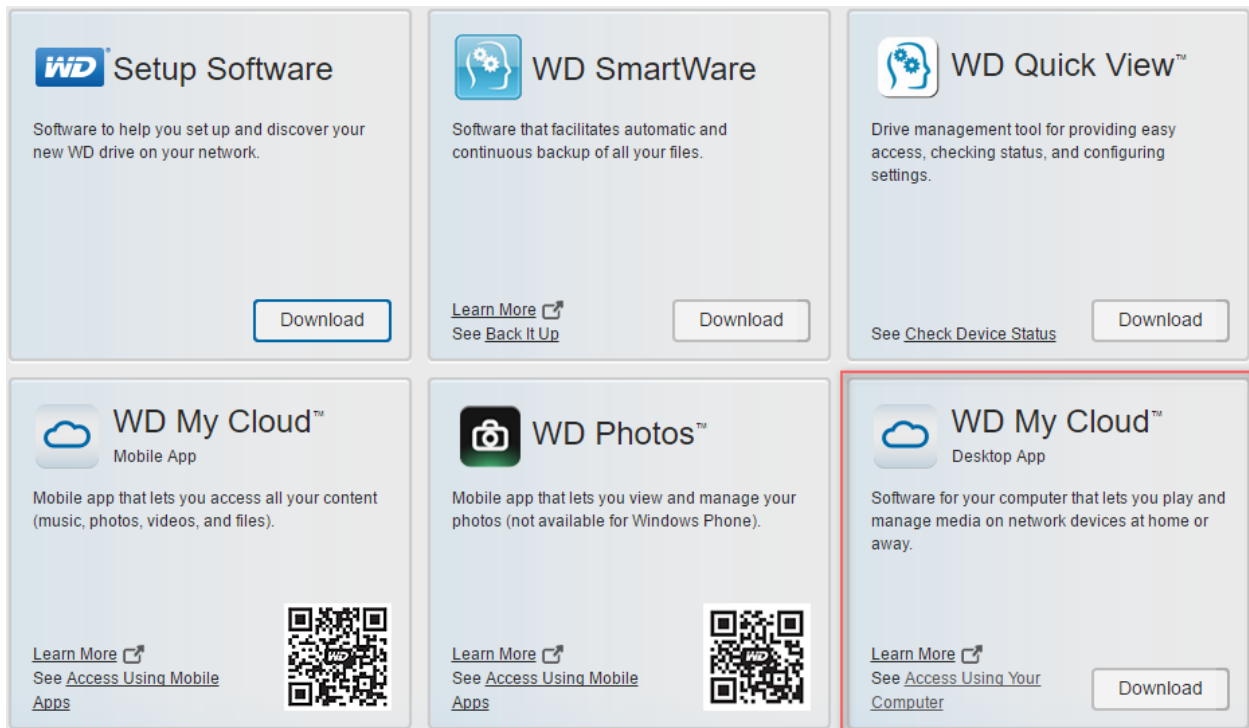 WD® Setup Software
Software to help you set up and discover your
new WD drive on your network.
Download
WD SmartWare
Software that facilitates automatic and
continuous backup of all your files.
Learn More
See Back It Up
Download
WD Quick View™
Drive management tool for providing easy
access, checking status, and configuring
settings.
See Check Device Status
Download
WD My Cloud™
Mobile App
Mobile app that lets you access all your content
(music, photos, videos, and files).
Learn More
See Access Using Mobile
Apps
WD
WD Photos™
Mobile app that lets you view and manage your
photos (not available for Windows Phone).
Learn More
See Access Using Mobile
Apps
WD
WD My Cloud™
Desktop App
Software for your computer that lets you play and
manage media on network devices at home or
away.
Learn More
See Access Using Your
Computer
Download